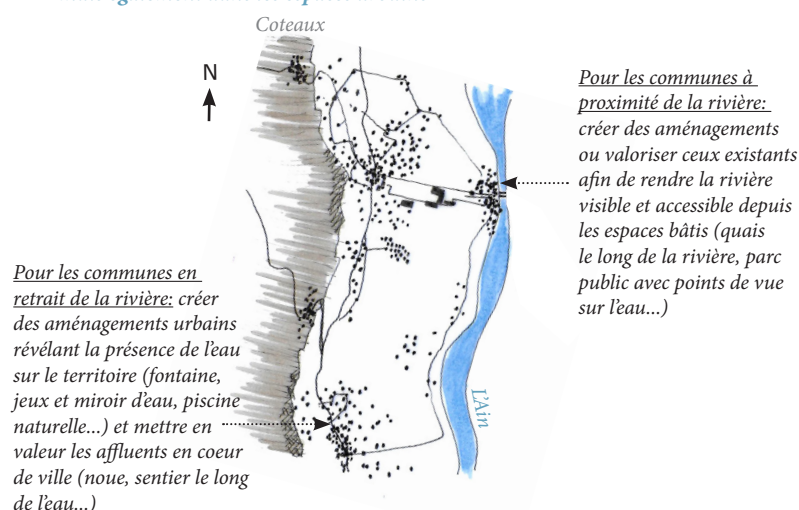 Coteaux
N
Pour les communes à
proximité de la rivière:
créer des aménagements
ou valoriser ceux existants
afin de rendre la rivière
visible et accessible depuis
les espaces bâtis (quais
le long de la rivière, parc
public avec points de vue
sur l'eau...)
Pour les communes en
retrait de la rivière: créer
des aménagements urbains
révélant la présence de l'eau
sur le territoire (fontaine,
jeux et miroir d'eau, piscine
naturelle...) et mettre en
valeur les affluents en coeur
de ville (noue, sentier le long
de l'eau...)
L'Ain